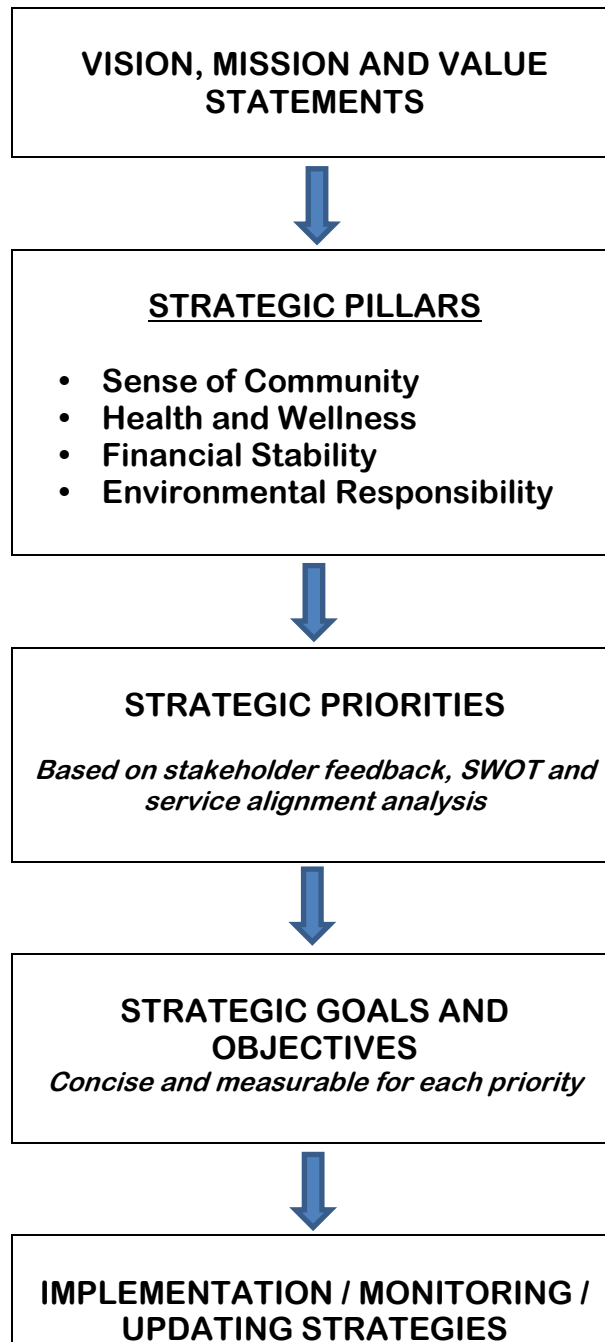 VISION, MISSION AND VALUE
STATEMENTS
STRATEGIC PILLARS
• Sense of Community
• Health and Wellness
• Financial Stability
• Environmental Responsibility
STRATEGIC PRIORITIES
Based on stakeholder feedback, SWOT and
service alignment analysis
STRATEGIC GOALS AND
OBJECTIVES
Concise and measurable for each priority
IMPLEMENTATION / MONITORING /
UPDATING STRATEGIES